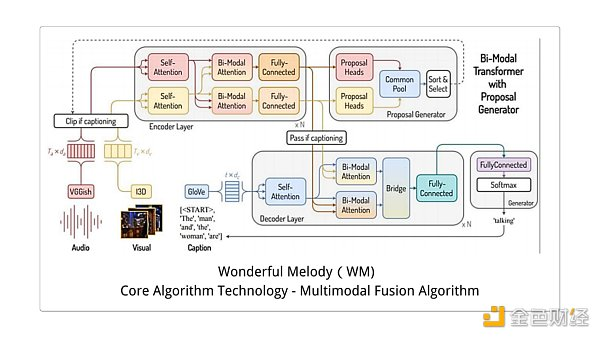 Self-
Attention
Bi-Modal
Attention
Fully-
Connected
Self-
Attention
Bi-Modal
Attention
Fully-
Connected
Encoder Layer
x N
Proposal
Heads
Proposal
Heads
Common
Pool
Sort &
Select
Proposal Generator
Bi-Modal
Transformer
with
Proposal
Generator
Clip if captioning
Pass if captioning
VGGish
I3D
Audio
Visual
GloVe
[<START>,
'The', 'man',
'and', 'the',
'woman', 'are']
Caption
Self-
Attention
Bi-Modal
Attention
Bi-Modal
Attention
Bridge
Fully-
Connected
Decoder Layer
x N
FullyConnected
Softmax
Generator
'talking'
Wonderful Melody ( WM)
Core Algorithm Technology - Multimodal Fusion Algorithm
金色财经